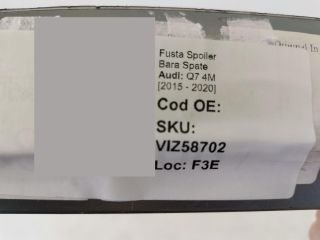 Fusta Spoiler
Bara Spate
Audi: Q7 4M
[2015 - 2020]
Cod OE:
SKU:
VIZ58702
Loc: F3E